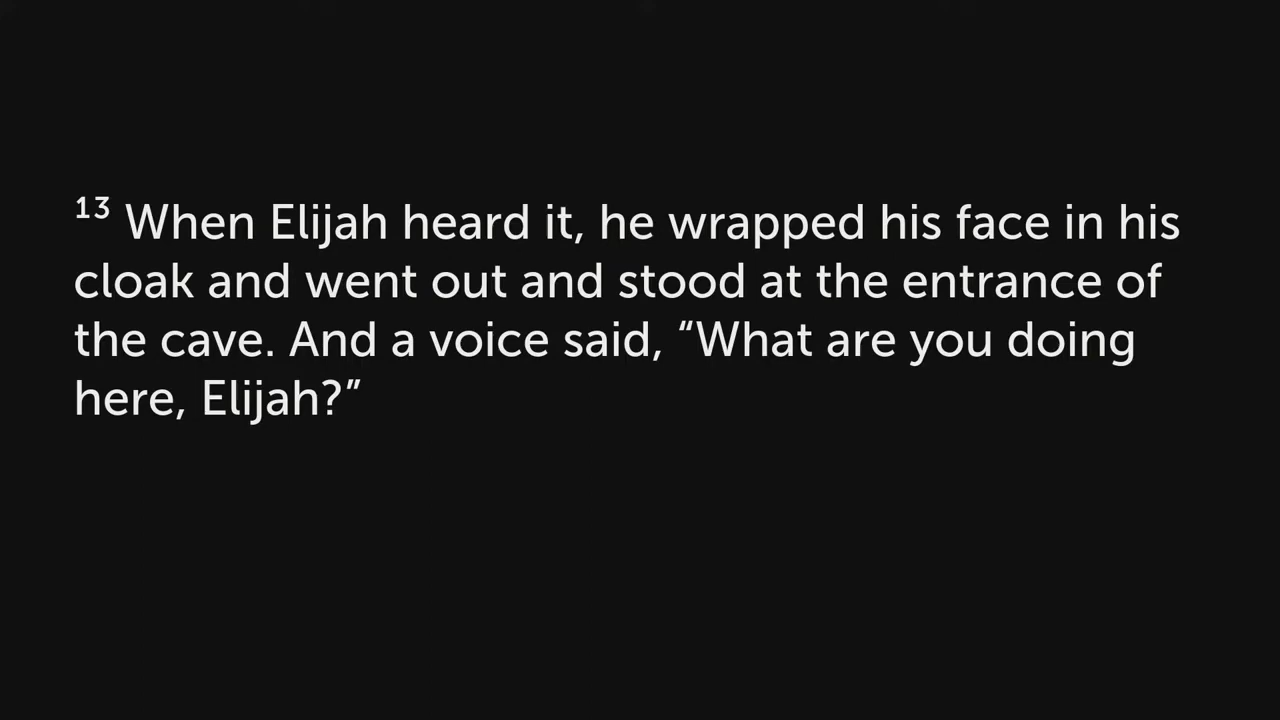 13 When Elijah heard it, he wrapped his face in his
cloak and went out and stood at the entrance of
the cave. And a voice said, “What are you doing
here, Elijah?”